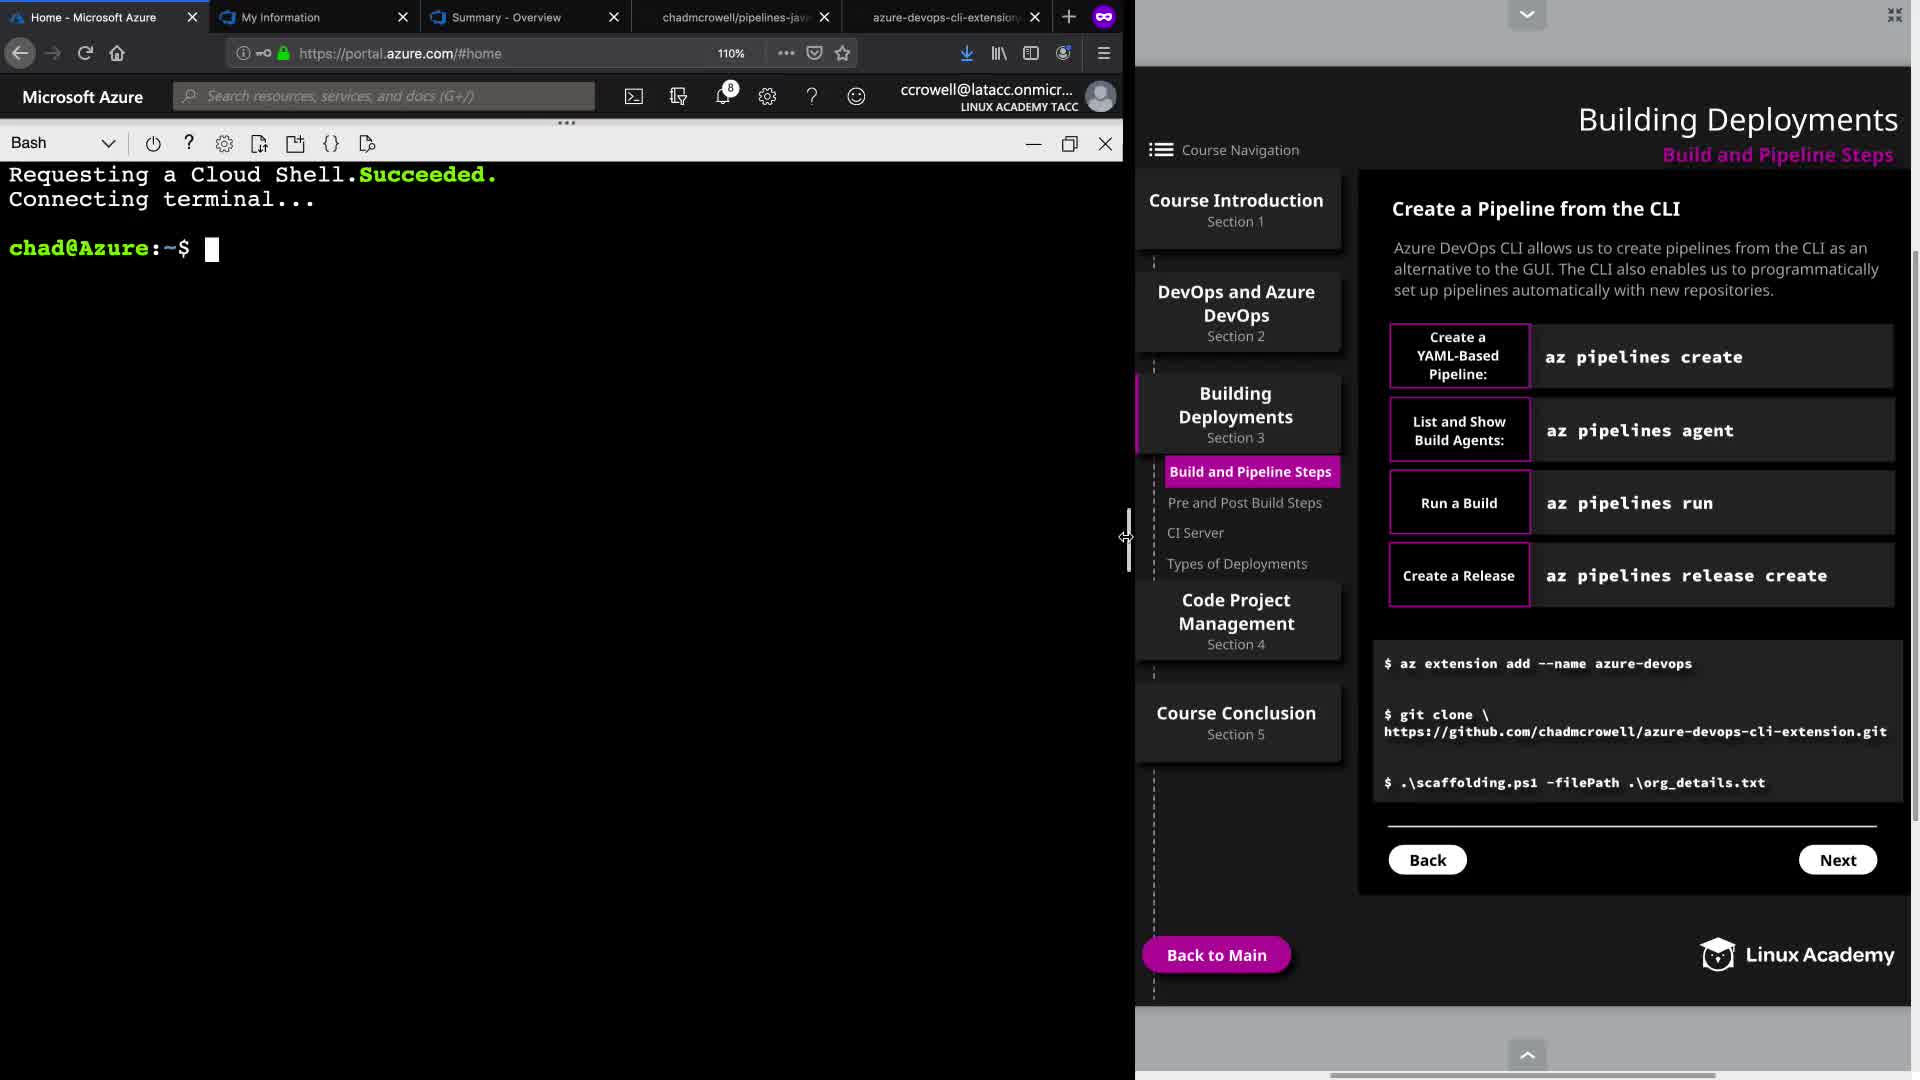 Home - Microsoft Azure
My Information
Summary - Overview
chadmcrowell/pipelines-jav
azure-devops-cli-extension
https://portal.azure.com/#home
110%
Microsoft Azure
Search resources, services, and docs (G+/)
8
ccrowell@latacc.onmicr...
LINUX ACADEMY TACC
Bash
Requesting a Cloud Shell.Succeeded.
Connecting terminal...
chad@Azure:~$
Building Deployments
Build and Pipeline Steps
Course Navigation
Course Introduction
Section 1
DevOps and Azure
DevOps
Section 2
Building
Deployments
Section 3
Build and Pipeline Steps
Pre and Post Build Steps
CI Server
Types of Deployments
Code Project
Management
Section 4
Course Conclusion
Section 5
Back to Main
Create a Pipeline from the CLI
Azure DevOps CLI allows us to create pipelines from the CLI as an
alternative to the GUI. The CLI also enables us to programmatically
set up pipelines automatically with new repositories.
Create a
YAML-Based
Pipeline:
az pipelines create
List and Show
Build Agents:
az pipelines agent
Run a Build
az pipelines run
Create a Release
az pipelines release create
$ az extension add --name azure-devops
$ git clone \
https://github.com/chadmcrowell/azure-devops-cli-extension.git
$ .\scaffolding.ps1 -filePath .\org_details.txt
Back
Next
Linux Academy